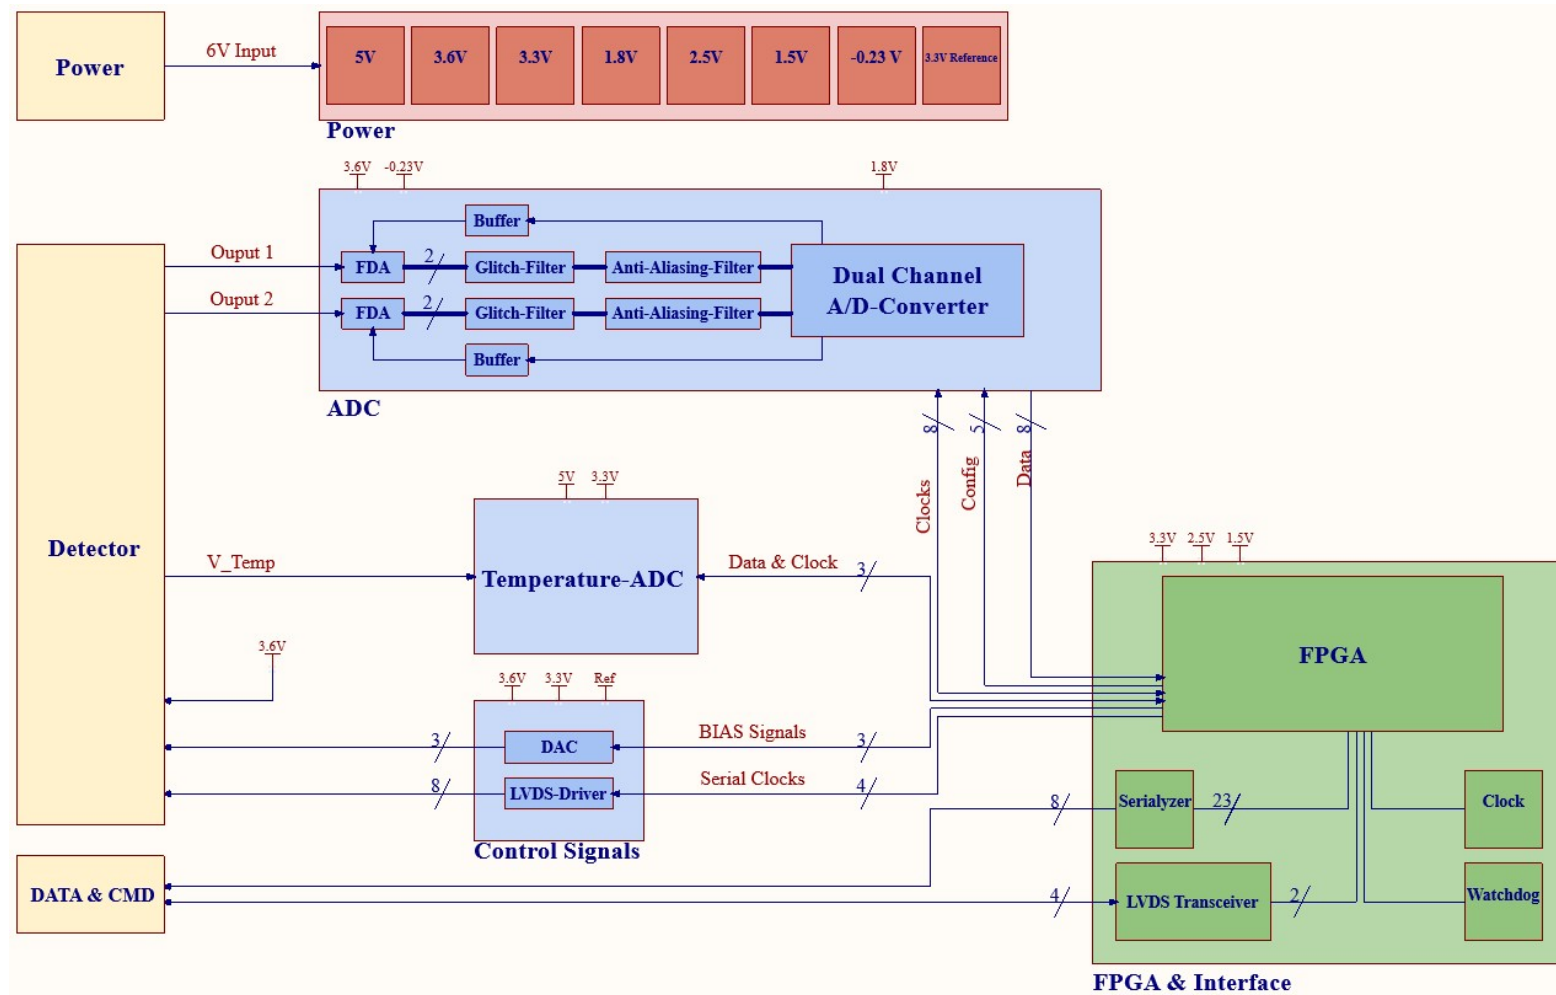 Power
6V Input
5V
3.6V
3.3V
1.8V
2.5V
1.5V
-0.23 V
3.3V Reference
Power
3.6V
-0.23V
1.8V
Buffer
Ouput 1
FDA
2
Glitch-Filter
Anti-Aliasing-Filter
Dual Channel
A/D-Converter
Ouput 2
FDA
2
Glitch-Filter
Anti-Aliasing-Filter
Buffer
ADC
8
5
8
Clocks
Config
Data
5V
3.3V
Detector
V_Temp
Temperature-ADC
Data & Clock
3
3.3V
2.5V
1.5V
FPGA
3.6V
3.6V
3.3V
Ref
3
DAC
BIAS Signals
3
8
LVDS-Driver
Serial Clocks
4
Control Signals
8
Serialyzer
23
Clock
DATA & CMD
4
LVDS Transceiver
2
Watchdog
FPGA & Interface